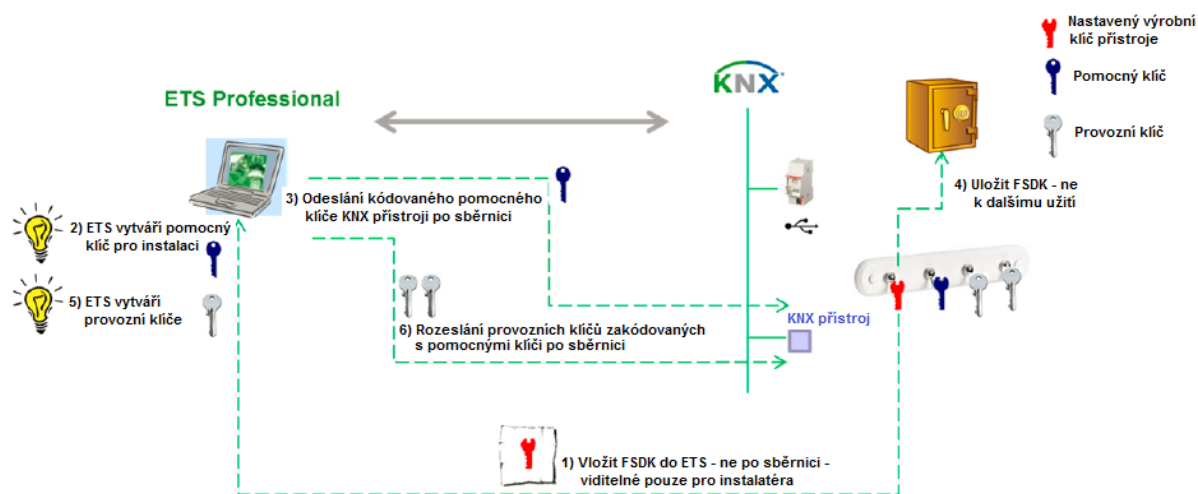 Nastavený výrobní
klíč přístroje
Pomocný klíč
Provozní klíč
KNX
ETS Professional
3) Odeslání kódovaného pomocného
klíče KNX přístroji po sběrnici
4) Uložit FSDK - ne
k dalšímu užití
2) ETS vytváří pomocný
klíč pro instalaci
5) ETS vytváří
provozní klíče
KNX přístroj
6) Rozeslání provozních klíčů zakódovaných
s pomocnými klíči po sběrnici
1) Vložit FSDK do ETS - ne po sběrnici -
viditelné pouze pro instalatéra